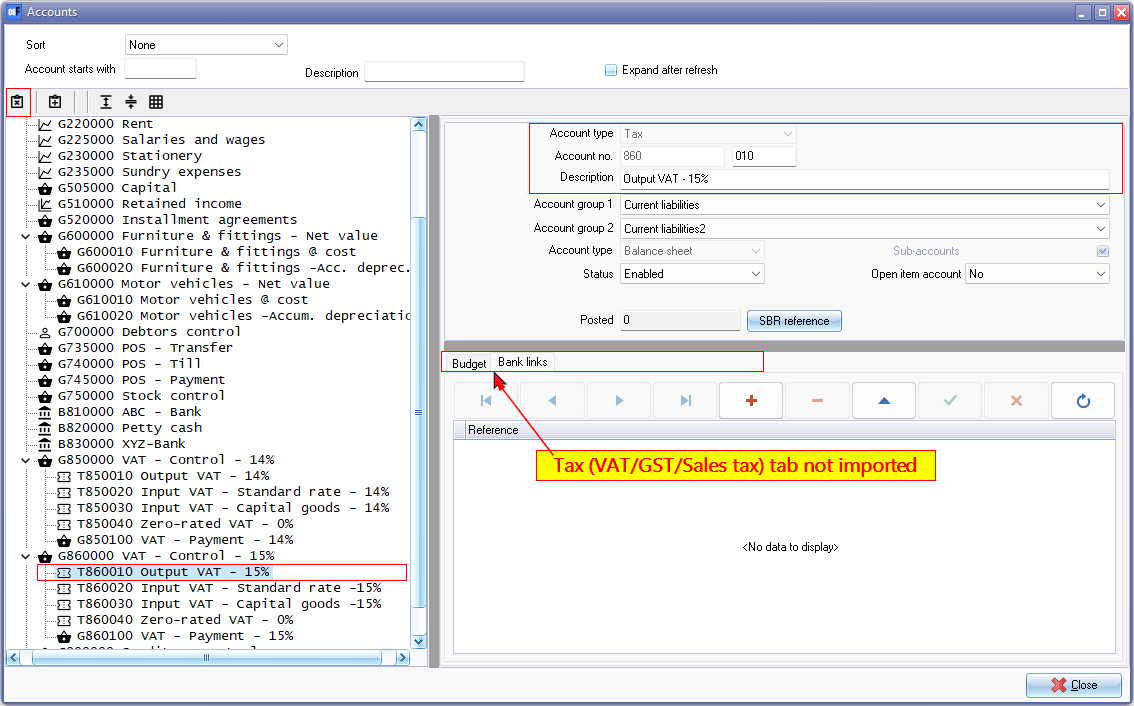 Accounts
Sort
None
Account starts with
Description
Expand after refresh
G220000 Rent
G225000 Salaries and wages
G230000 Stationery
G235000 Sundry expenses
G505000 Capital
G510000 Retained income
G520000 Installment agreements
G600000 Furniture & fittings - Net value
G600010 Furniture & fittings @ cost
G600020 Furniture & fittings -Acc. deprec.
G610000 Motor vehicles - Net value
G610010 Motor vehicles @ cost
G610020 Motor vehicles -Accum. depreciatio
G700000 Debtors control
G735000 POS - Transfer
G740000 POS - Till
G745000 POS - Payment
G750000 Stock control
B810000 ABC - Bank
B820000 Petty cash
B830000 XYZ-Bank
G850000 VAT - Control - 14%
T850010 Output VAT - 14%
T850020 Input VAT - Standard rate - 14%
T850030 Input VAT - Capital goods - 14%
T850040 Zero-rated VAT - 0%
G850100 VAT - Payment - 14%
G860000 VAT - Control - 15%
T860010 Output VAT - 15%
T860020 Input VAT - Standard rate -15%
T860030 Input VAT - Capital goods -15%
T860040 Zero-rated VAT - 0%
G860100 VAT - Payment - 15%
Account type Tax
Account no. 860 010
Description Output VAT - 15%
Account group 1 Current liabilities
Account group 2 Current liabilities2
Account type Balance sheet Sub-accounts
Status Enabled Open item account No
Posted 0 SBR reference
Budget Bank links
Reference
Tax (VAT/GST/Sales tax) tab not imported
<No data to display>
Close